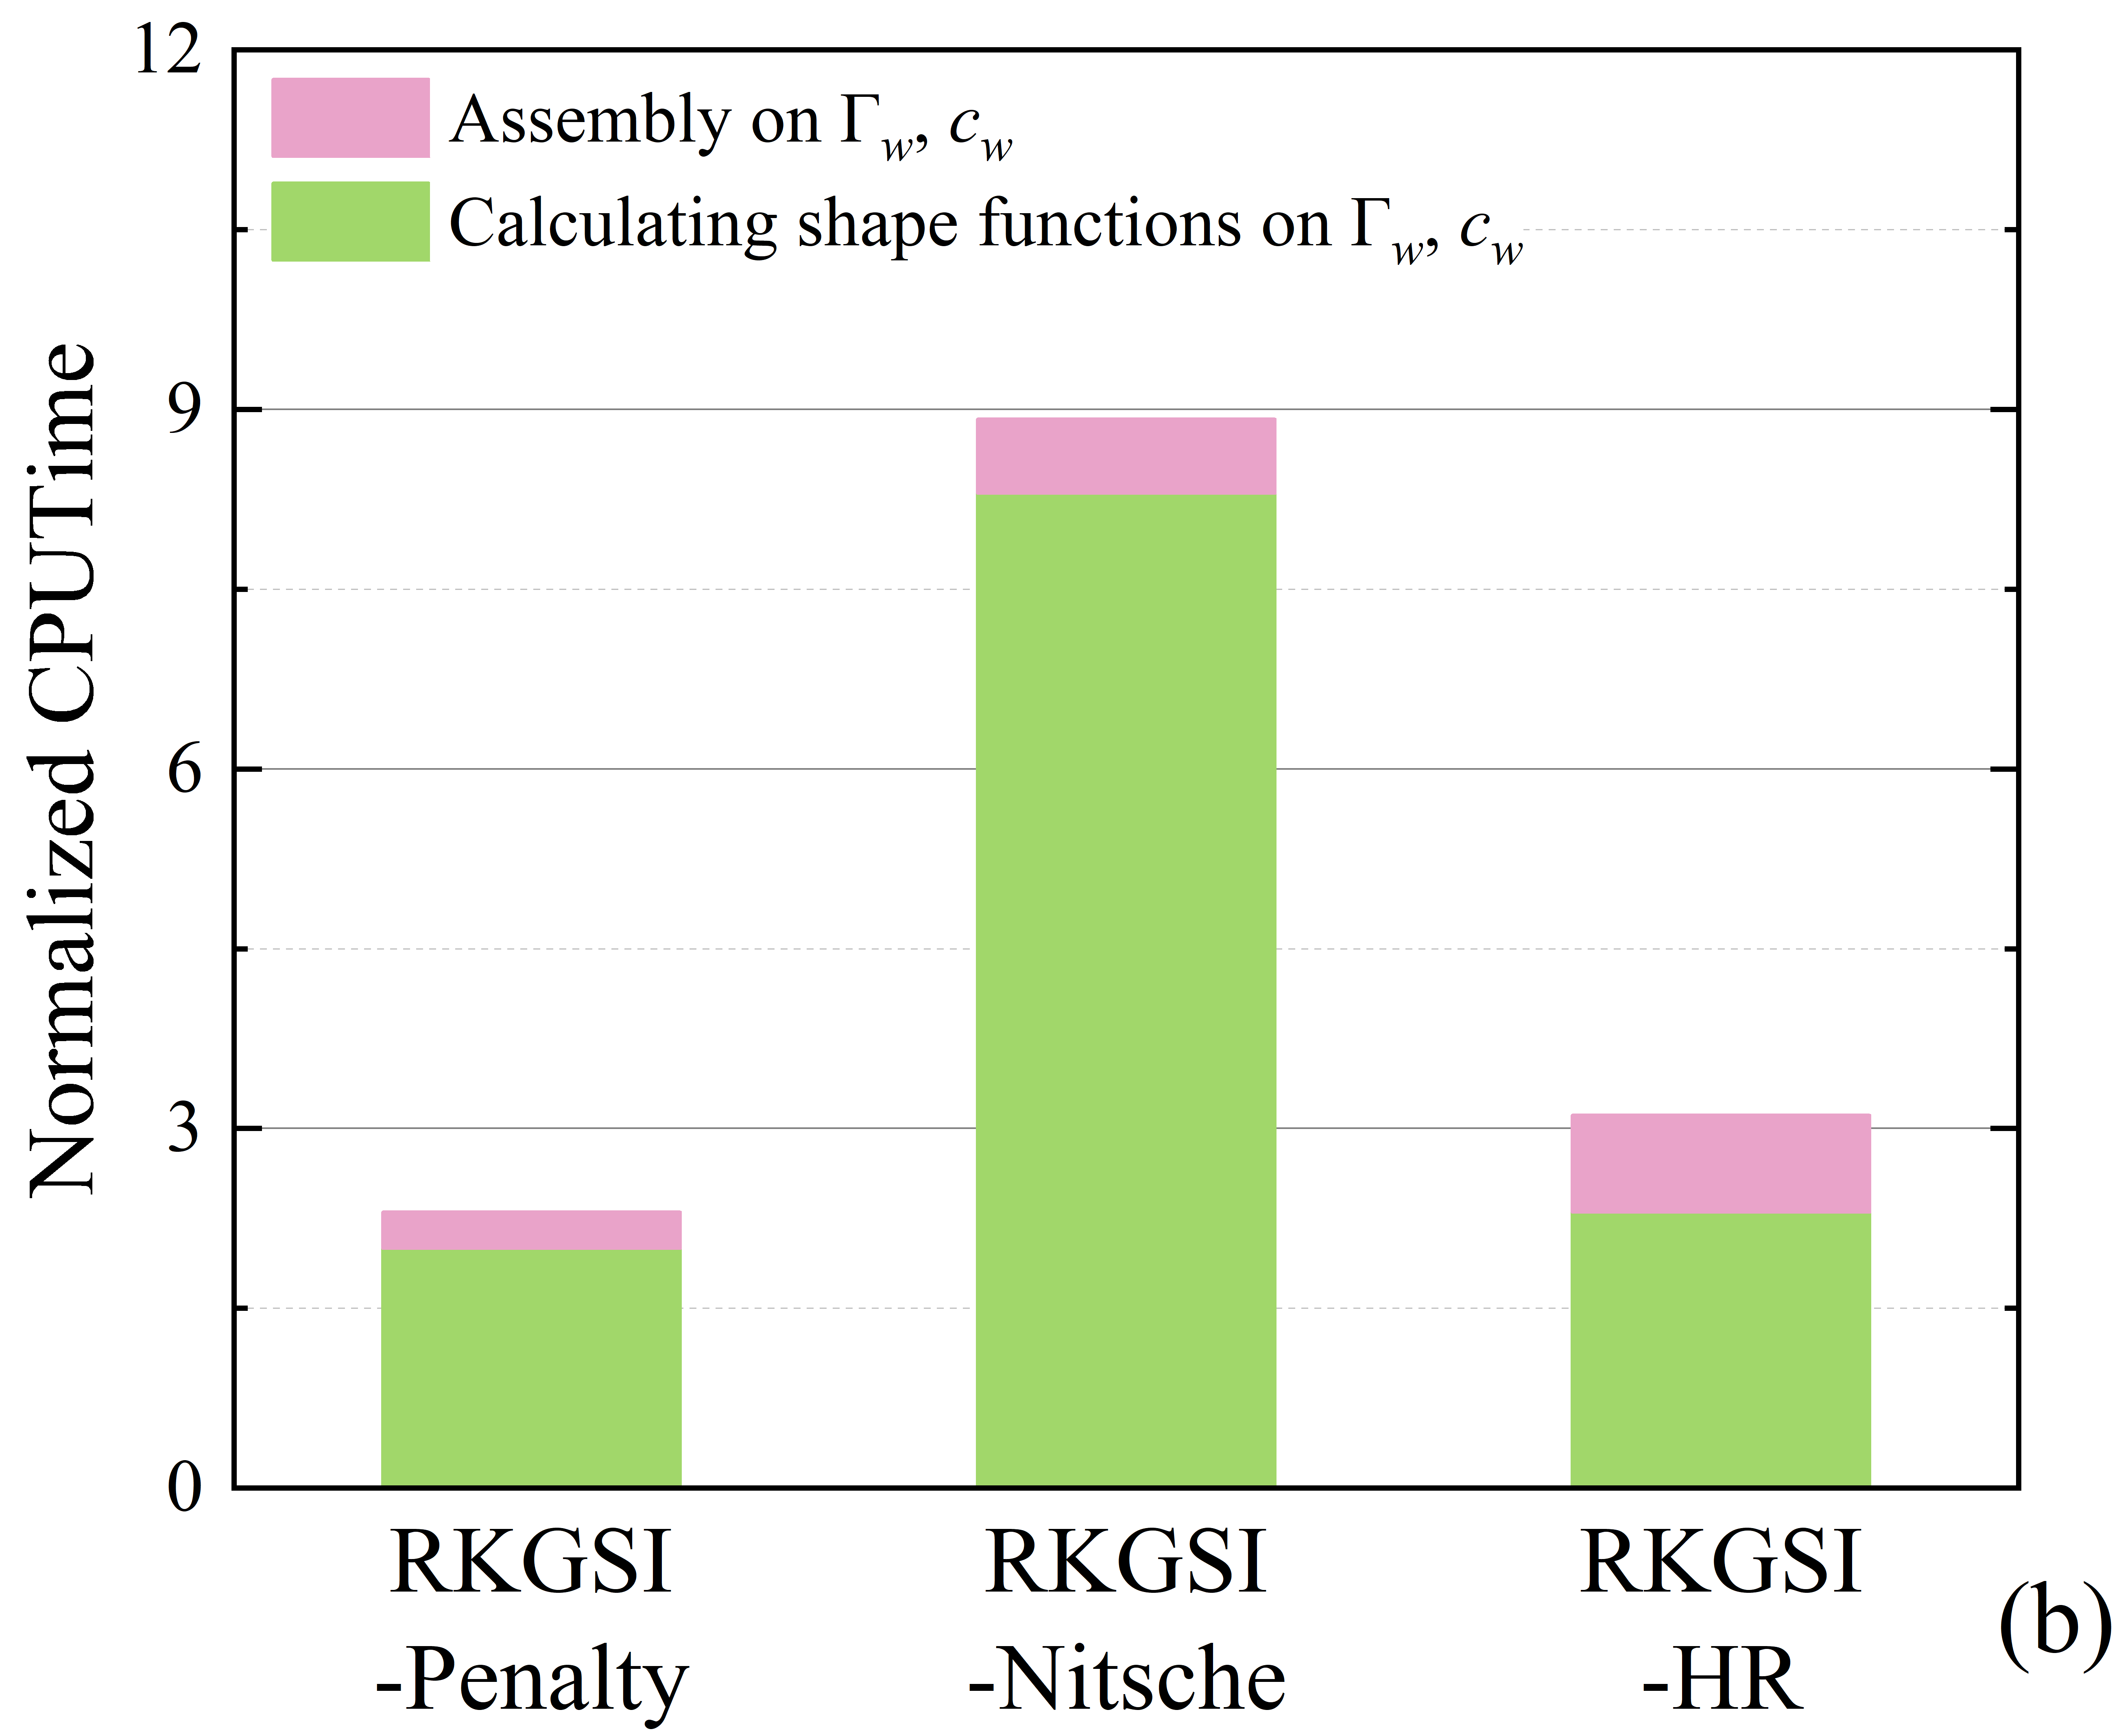 12
Assembly on Γw, cw
Calculating shape functions on Γw, cw
9
6
3
0
Normalized CPUTime
RKGSI
-Penalty
RKGSI
-Nitsche
RKGSI
-HR
(b)